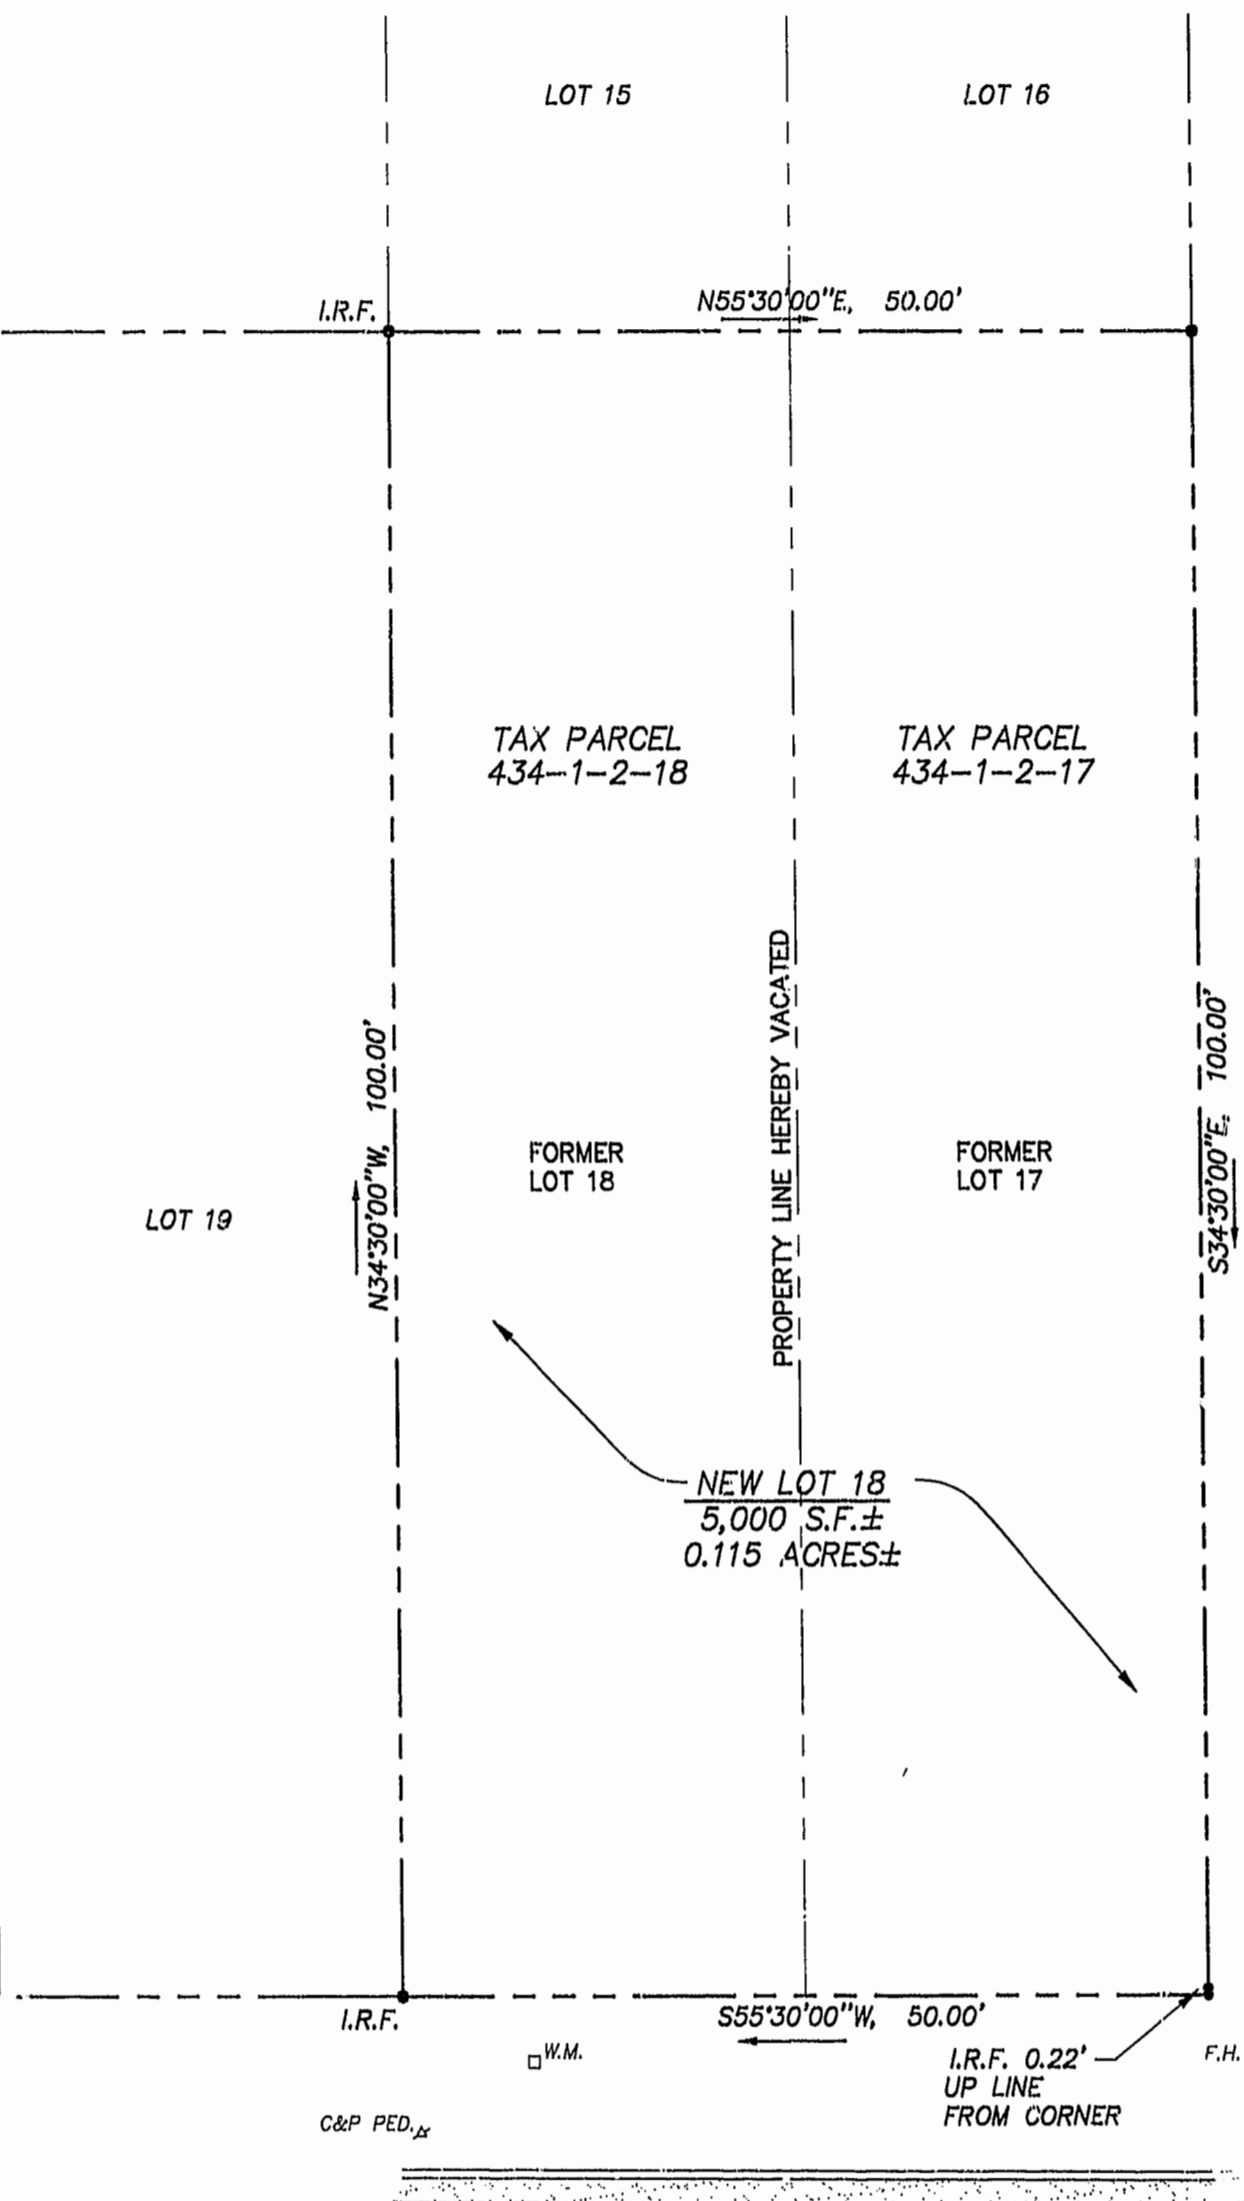 LOT 15
LOT 16
I.R.F.
N55°30'00"E, 50.00'
TAX PARCEL
434-1-2-18
TAX PARCEL
434-1-2-17
PROPERTY LINE HEREBY VACATED
N34°30'00"W, 100.00'
S34°30'00"E, 100.00'
FORMER
LOT 18
FORMER
LOT 17
LOT 19
NEW LOT 18
5,000 S.F.±
0.115 ACRES±
I.R.F.
S55°30'00"W, 50.00'
W.M.
I.R.F. 0.22'
UP LINE
FROM CORNER
F.H.
C&P PED.